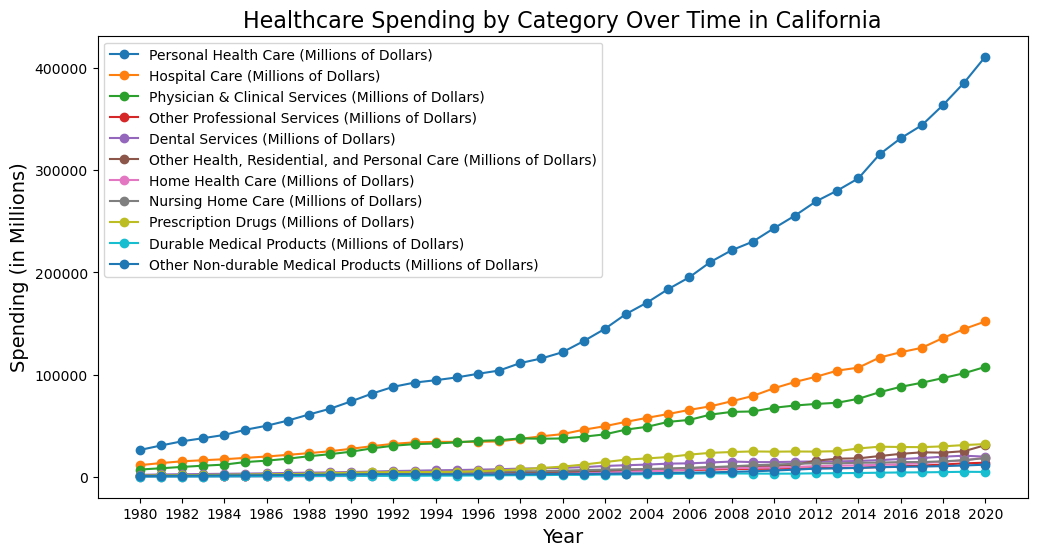 Healthcare Spending by Category Over Time in California
Personal Health Care (Millions of Dollars)
Hospital Care (Millions of Dollars)
Physician & Clinical Services (Millions of Dollars)
Other Professional Services (Millions of Dollars)
Dental Services (Millions of Dollars)
Other Health, Residential, and Personal Care (Millions of Dollars)
Home Health Care (Millions of Dollars)
Nursing Home Care (Millions of Dollars)
Prescription Drugs (Millions of Dollars)
Durable Medical Products (Millions of Dollars)
Other Non-durable Medical Products (Millions of Dollars)
Spending (in Millions)
400000
300000
200000
100000
0
1980 1982 1984 1986 1988 1990 1992 1994 1996 1998 2000 2002 2004 2006 2008 2010 2012 2014 2016 2018 2020
Year